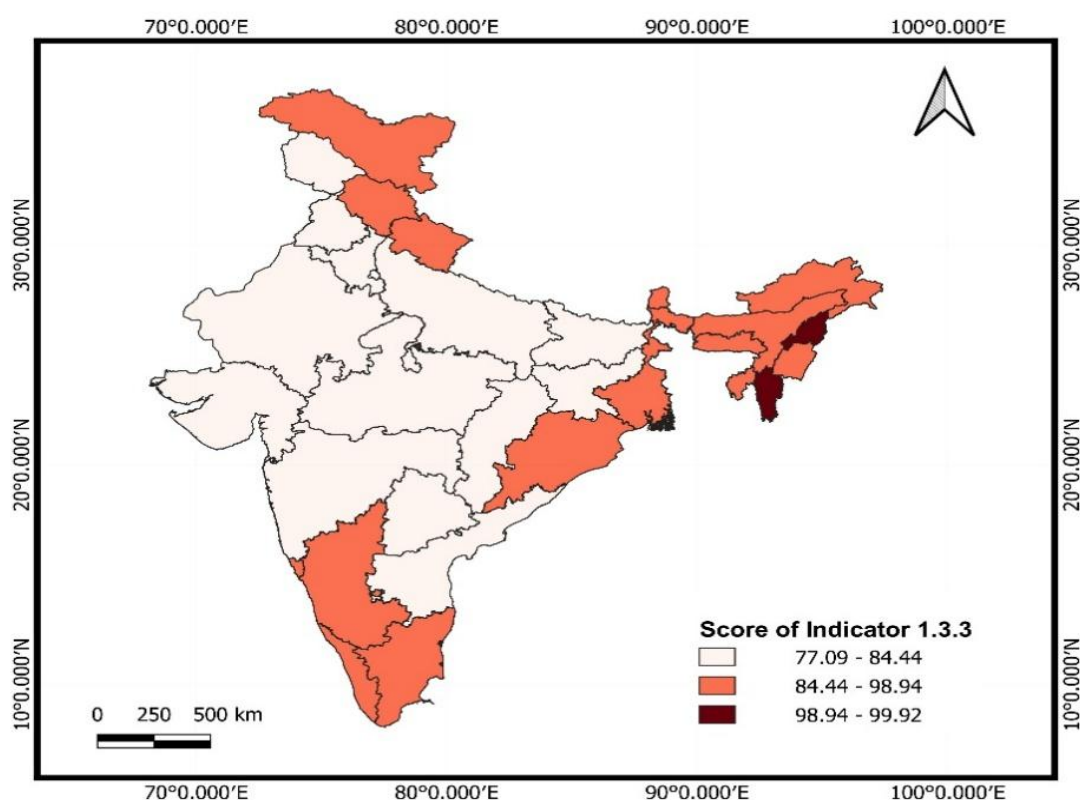 70°0.000′E 80°0.000′E 90°0.000′E 100°0.000′E
30°0.000′N 30°0.000′N
20°0.000′N 20°0.000′N
10°0.000′N 10°0.000′N
Score of Indicator 1.3.3
77.09 - 84.44
84.44 - 98.94
98.94 - 99.92
0 250 500 km
70°0.000′E 80°0.000′E 90°0.000′E 100°0.000′E